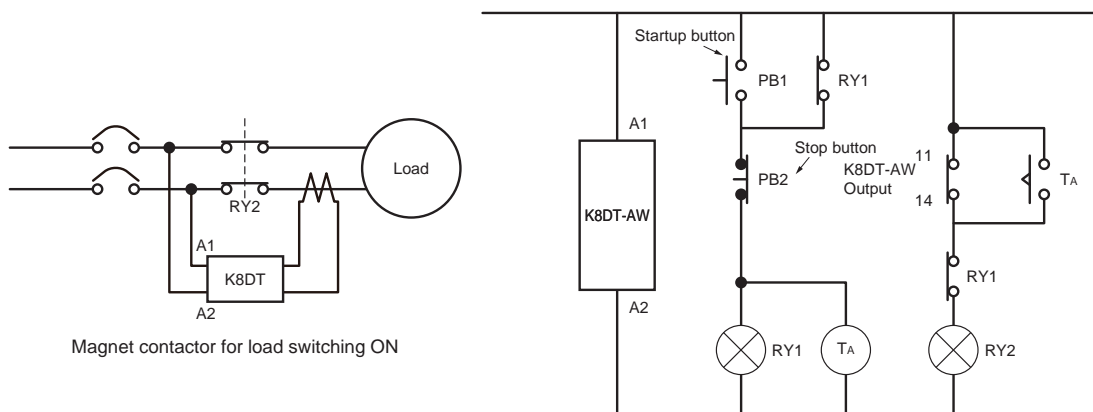 Load
RY2
A1
K8DT
A2
Magnet contactor for load switching ON
Startup button
PB1
RY1
A1
K8DT-AW
A2
Stop button
PB2
K8DT-AW
Output
11
14
TA
RY1
RY1
TA
RY2